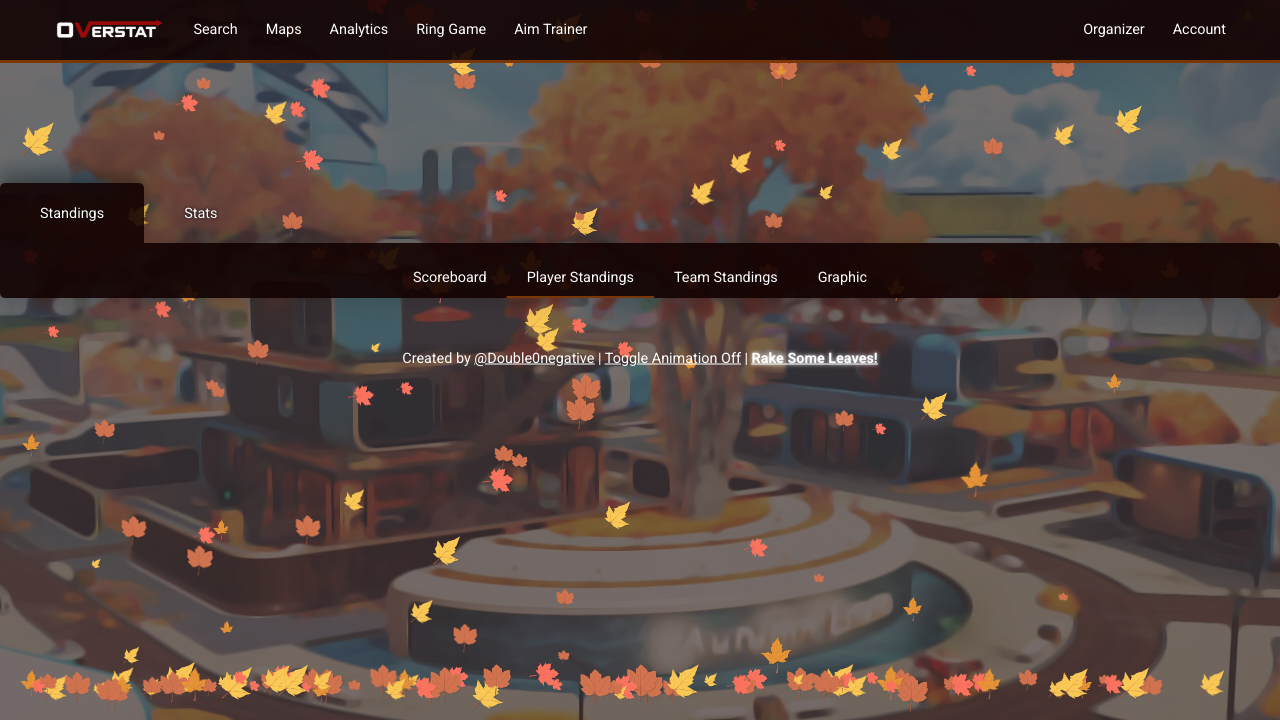 OVERSTAT
Search Maps Analytics Ring Game Aim Trainer Organizer Account
Standings Stats
Scoreboard Player Standings Team Standings Graphic
Created by @Double0negative | Toggle Animation Off | Rake Some Leaves!